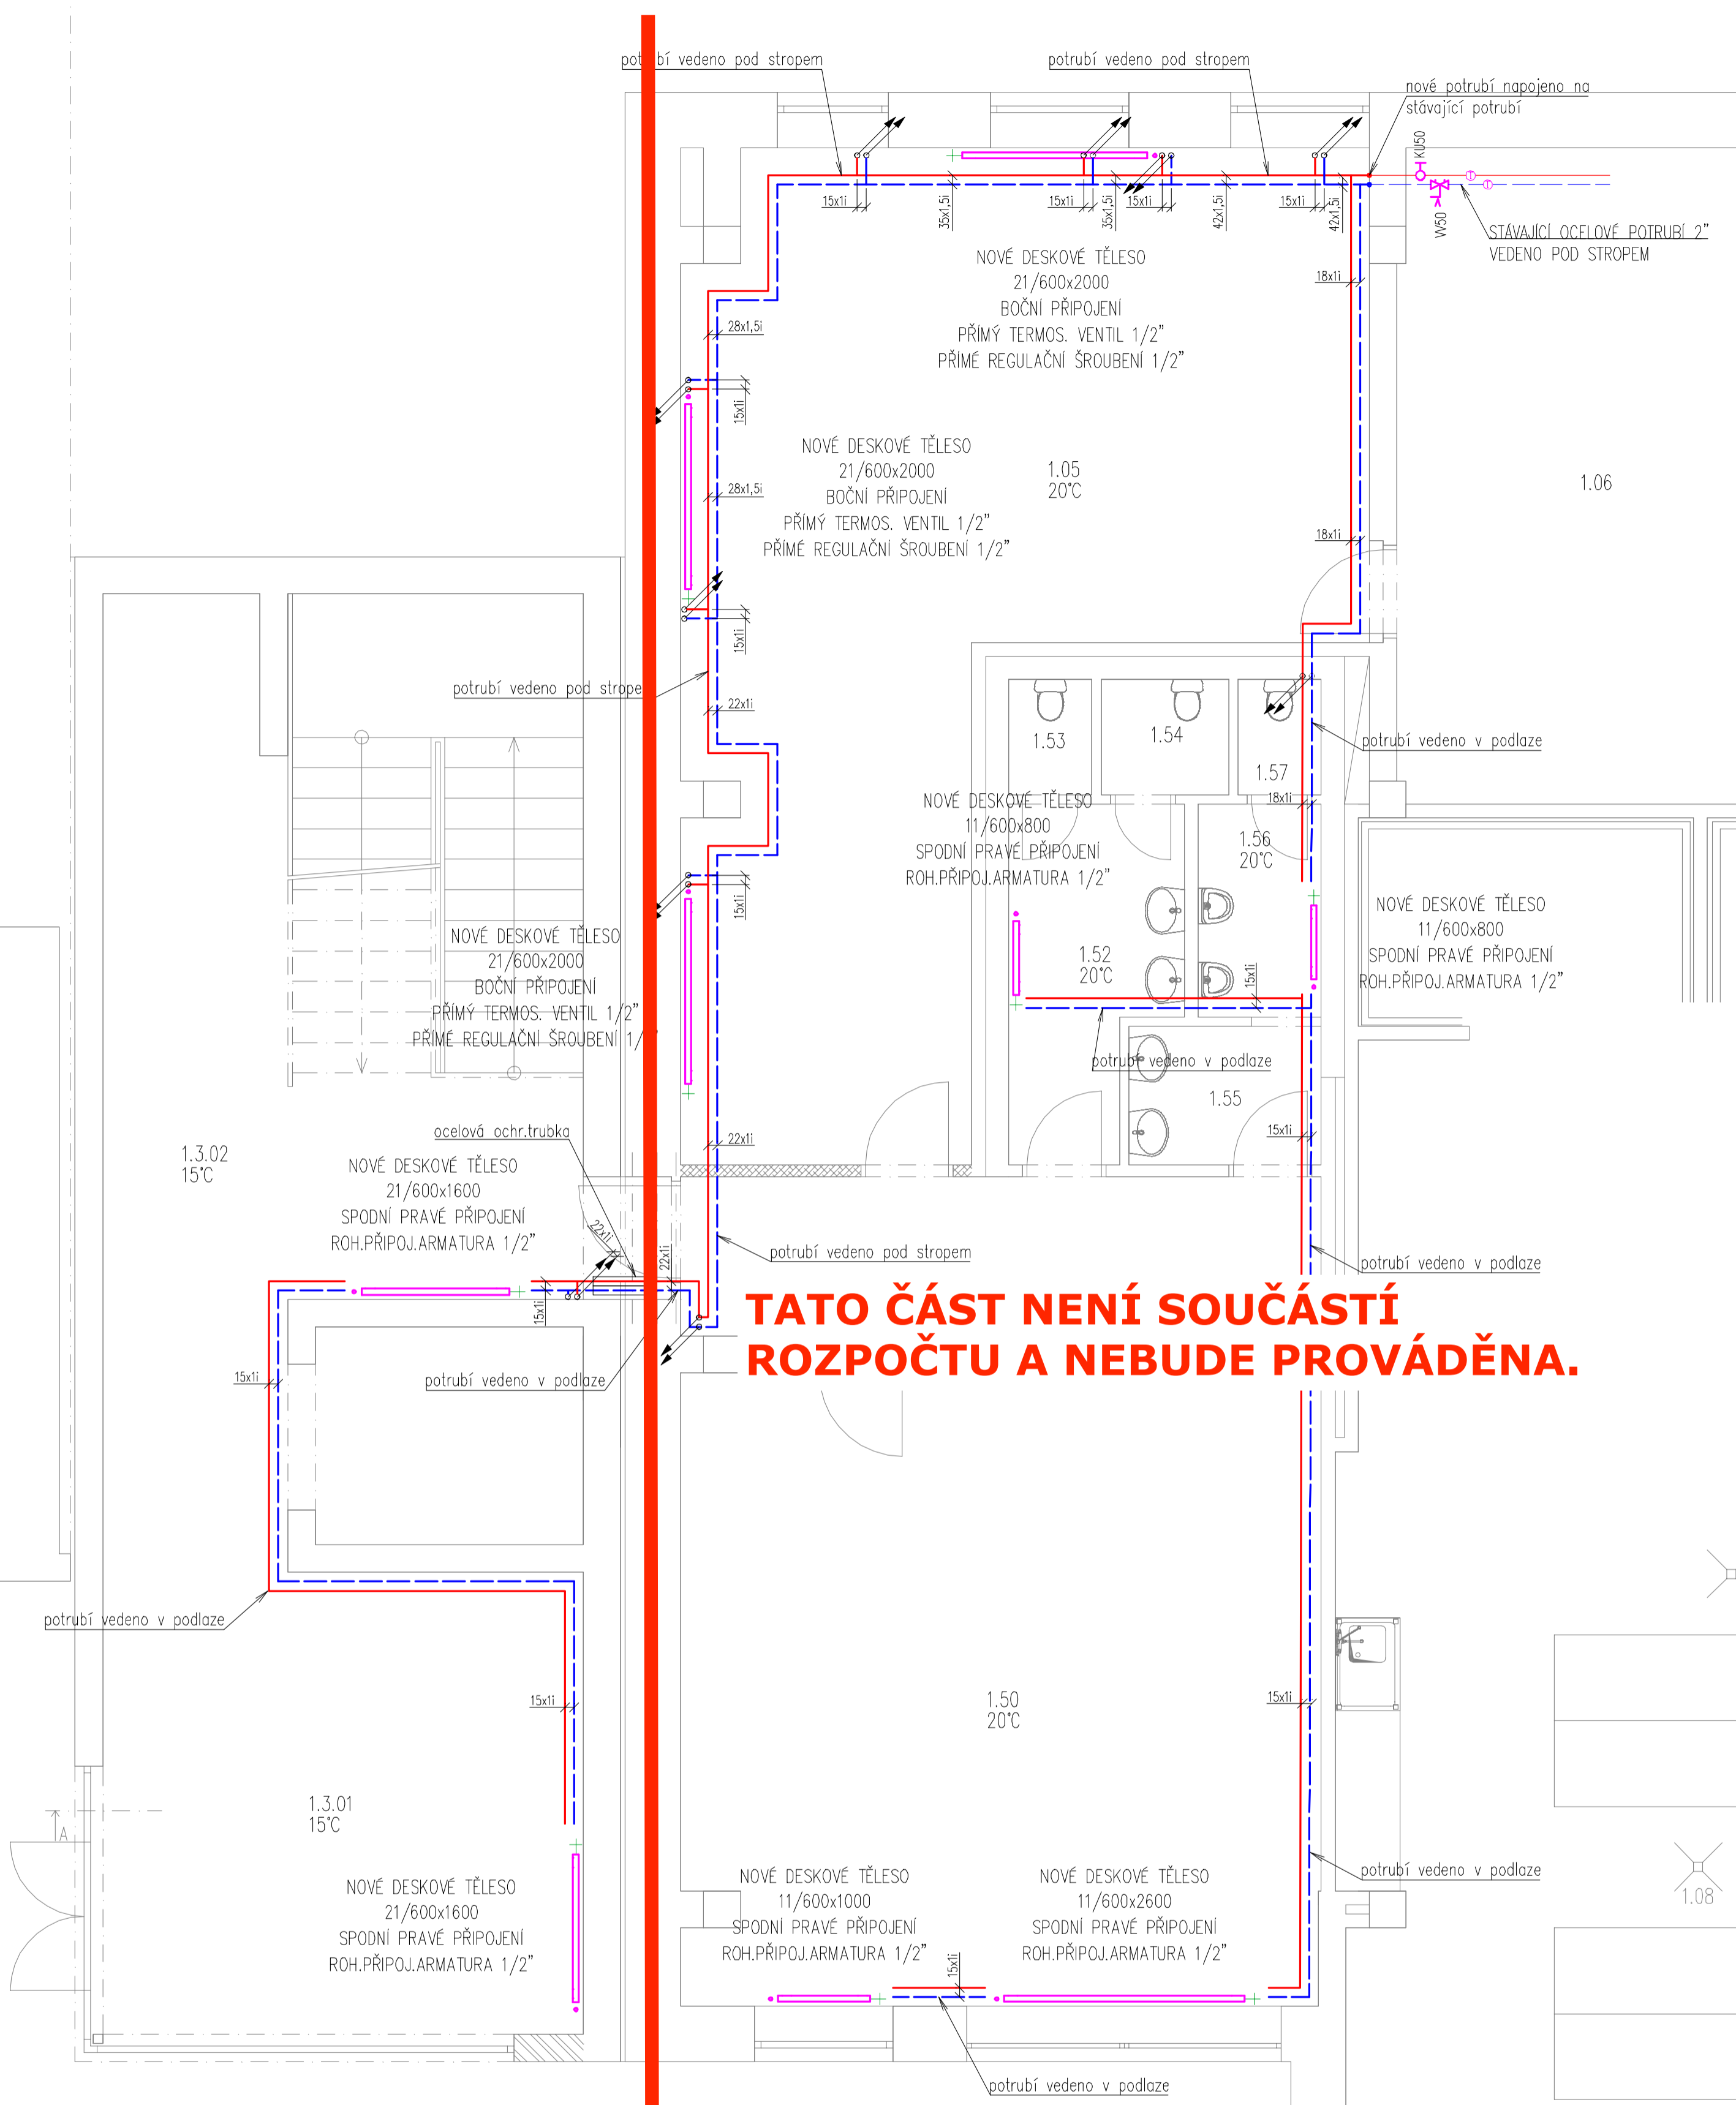 potrubí vedeno pod stropem
potrubí vedeno pod stropem
nové potrubí napojeno na
stávající potrubí
KU50
VV50
STÁVAJÍCÍ OCELOVÉ POTRUBÍ 2"
VEDENO POD STROPEM
15x1i
35x1,5i
15x1i
35x1,5i
15x1i
42x1,5i
15x1i
42x1,5i
NOVÉ DESKOVÉ TĚLESO
21/600x2000
BOČNÍ PŘIPOJENÍ
PŘÍMÝ TERMOS. VENTIL 1/2"
PŘÍMÉ REGULAČNÍ ŠROUBENÍ 1/2"
18x1i
28x1,5i
15x1i
NOVÉ DESKOVÉ TĚLESO
21/600x2000
BOČNÍ PŘIPOJENÍ
PŘÍMÝ TERMOS. VENTIL 1/2"
PŘÍMÉ REGULAČNÍ ŠROUBENÍ 1/2"
1.05
20°C
1.06
28x1,5i
18x1i
15x1i
potrubí vedeno pod strope
22x1i
1.53
1.54
1.57
potrubí vedeno v podlaze
NOVÉ DESKOVÉ TĚLESO
11/600x800
SPODNÍ PRAVÉ PŘIPOJENÍ
ROH.PŘIPOJ.ARMATURA 1/2"
18x1i
1.56
20°C
15x1i
NOVÉ DESKOVÉ TĚLESO
21/600x2000
BOČNÍ PŘIPOJENÍ
PŘÍMÝ TERMOS. VENTIL 1/2"
PŘÍMÉ REGULAČNÍ ŠROUBENÍ 1/
1.52
20°C
15x1i
NOVÉ DESKOVÉ TĚLESO
11/600x800
SPODNÍ PRAVÉ PŘIPOJENÍ
ROH.PŘIPOJ.ARMATURA 1/2"
potrubí vedeno v podlaze
1.55
15x1i
22x1i
ocelová ochr.trubka
1.3.02
15°C
NOVÉ DESKOVÉ TĚLESO
21/600x1600
SPODNÍ PRAVÉ PŘIPOJENÍ
ROH.PŘIPOJ.ARMATURA 1/2"
22x1i
22x1i
15x1i
potrubí vedeno pod stropem
potrubí vedeno v podlaze
TATO ČÁST NENÍ SOUČÁSTÍ
ROZPOČTU A NEBUDE PROVÁDĚNA.
15x1i
potrubí vedeno v podlaze
potrubí vedeno v podlaze
15x1i
1.50
20°C
15x1i
1.3.01
15°C
A
NOVÉ DESKOVÉ TĚLESO
21/600x1600
SPODNÍ PRAVÉ PŘIPOJENÍ
ROH.PŘIPOJ.ARMATURA 1/2"
NOVÉ DESKOVÉ TĚLESO
11/600x1000
SPODNÍ PRAVÉ PŘIPOJENÍ
ROH.PŘIPOJ.ARMATURA 1/2"
NOVÉ DESKOVÉ TĚLESO
11/600x2600
SPODNÍ PRAVÉ PŘIPOJENÍ
ROH.PŘIPOJ.ARMATURA 1/2"
potrubí vedeno v podlaze
1.08
15x1i
potrubí vedeno v podlaze